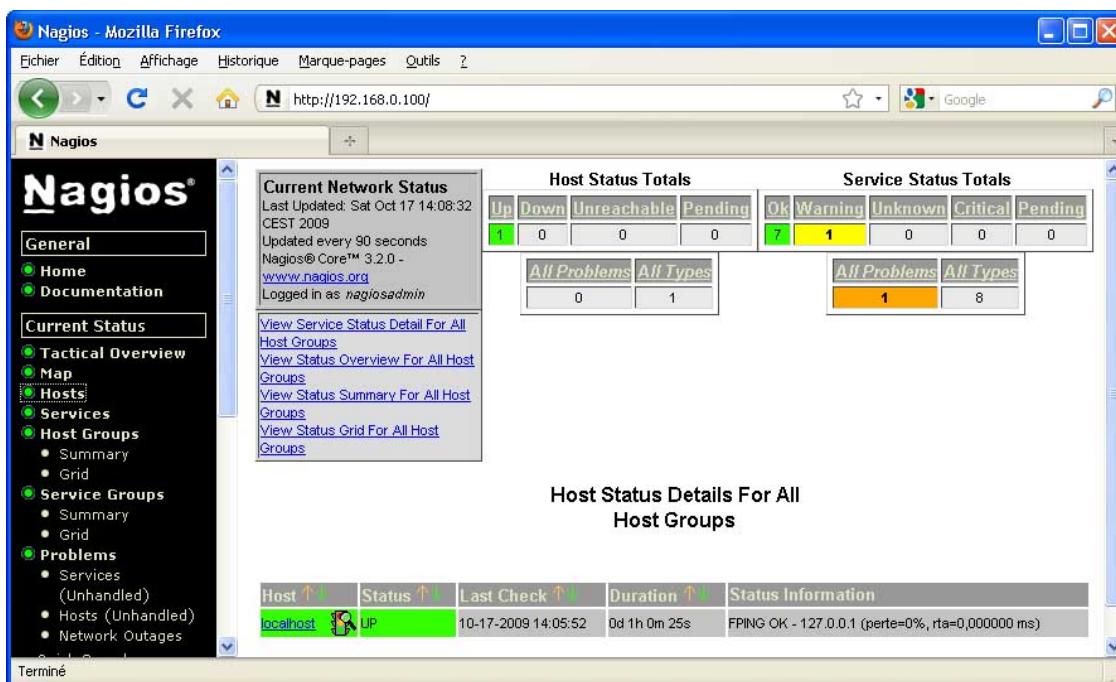 Nagios - Mozilla Firefox
Fichier Édition Affichage Historique Marque-pages Outils ?
N http://192.168.0.100/ Google
N Nagios
Nagios®
General
Home
Documentation
Current Status
Tactical Overview
Map
Hosts
Services
Host Groups
Summary
Grid
Service Groups
Summary
Grid
Problems
Services
(Unhandled)
Hosts (Unhandled)
Network Outages
Current Network Status
Last Updated: Sat Oct 17 14:08:32
CEST 2009
Updated every 90 seconds
Nagios® Core™ 3.2.0 -
www.nagios.org
Logged in as nagiosadmin
View Service Status Detail For All
Host Groups
View Status Overview For All Host
Groups
View Status Summary For All Host
Groups
View Status Grid For All Host
Groups
Host Status Totals
Up Down Unreachable Pending
1 0 0 0
All Problems All Types
0 1
Service Status Totals
Ok Warning Unknown Critical Pending
7 1 0 0 0
All Problems All Types
1 8
Host Status Details For All
Host Groups
Host Status Last Check Duration Status Information
localhost UP 10-17-2009 14:05:52 0d 1h 0m 25s FPING OK - 127.0.0.1 (perte=0%, rta=0,000000 ms)
Terminé